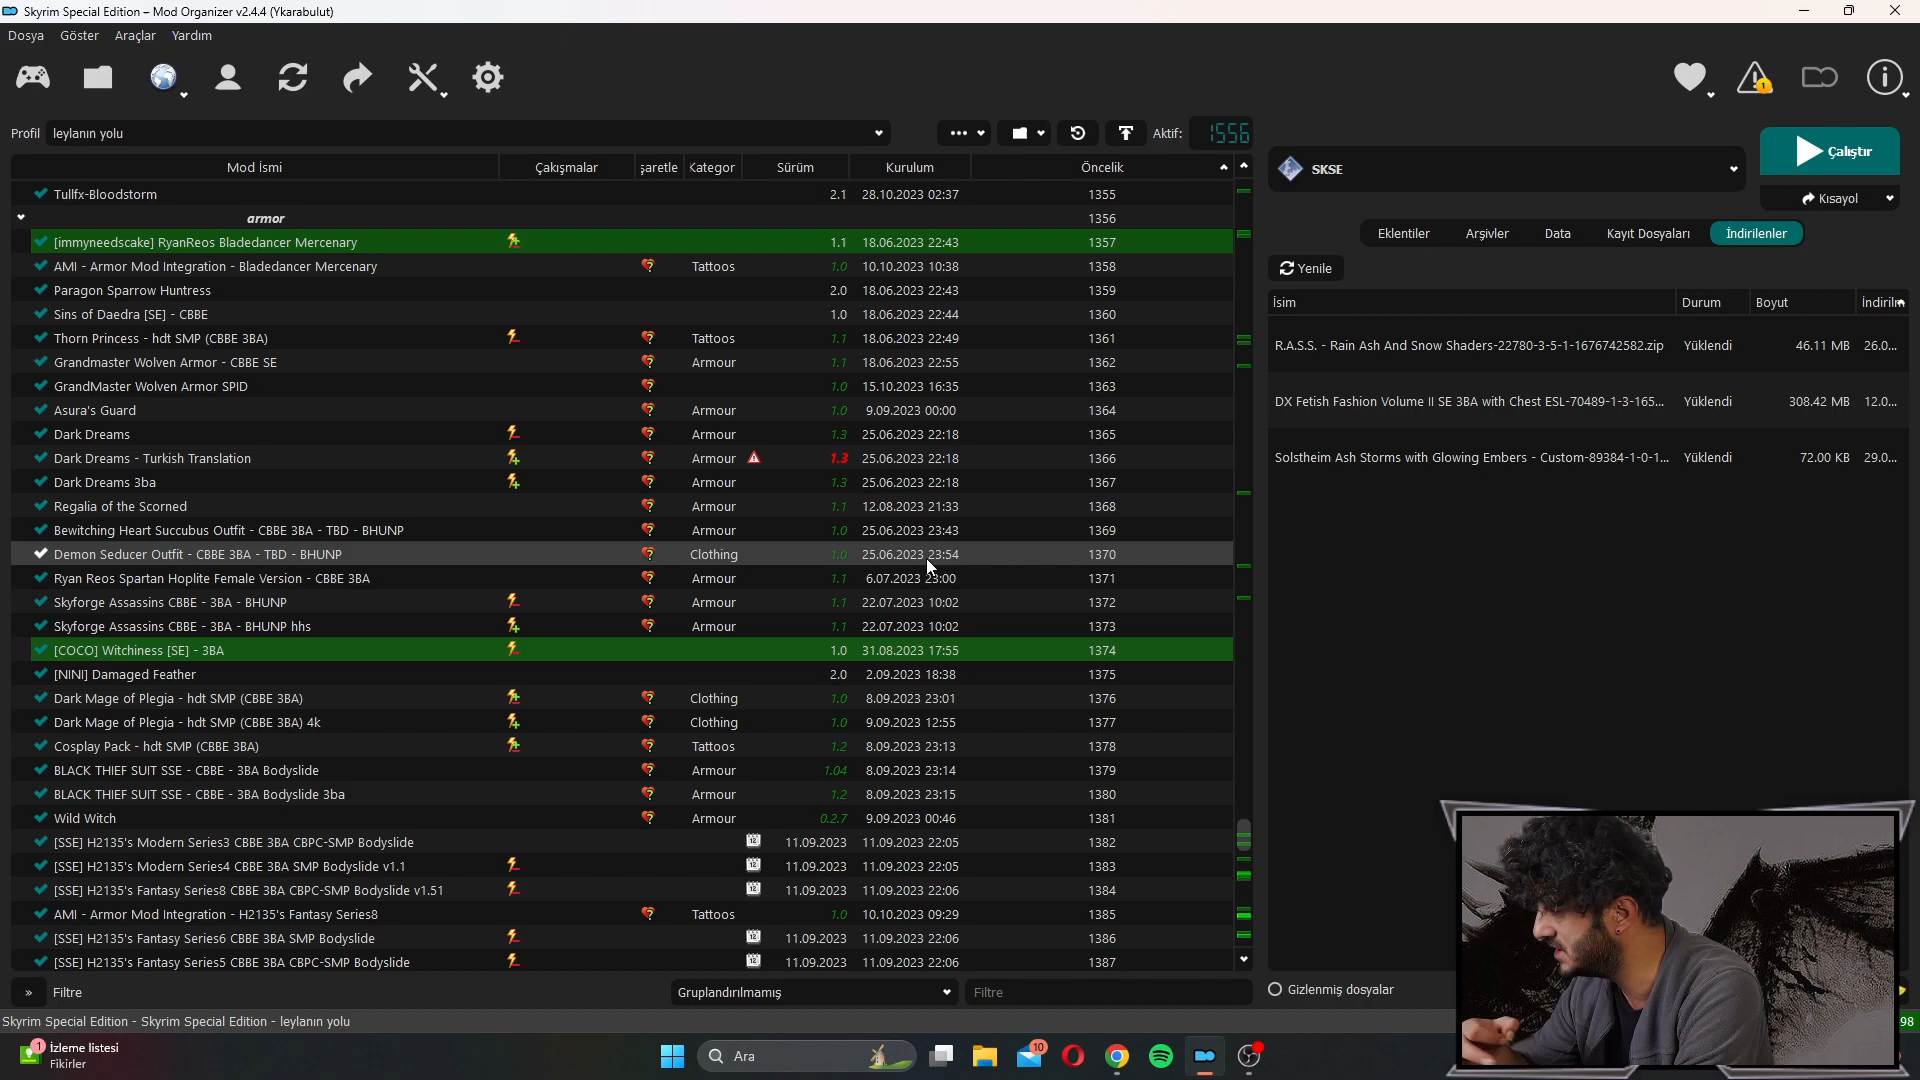 Skyrim Special Edition – Mod Organizer v2.4.4 (Ykarabulut)
Dosya Göster Araçlar Yardım
Profil leylanın yolu Aktif: 1556
Mod İsmi Çakışmalar şaretle Kategor Sürüm Kurulum Öncelik
Tullfx-Bloodstorm 2.1 28.10.2023 02:37 1355
armor 1356
[immyneedscake] RyanReos Bladedancer Mercenary 1.1 18.06.2023 22:43 1357
AMI - Armor Mod Integration - Bladedancer Mercenary Tattoos 1.0 10.10.2023 10:38 1358
Paragon Sparrow Huntress 2.0 18.06.2023 22:43 1359
Sins of Daedra [SE] - CBBE 1.0 18.06.2023 22:44 1360
Thorn Princess - hdt SMP (CBBE 3BA) Tattoos 1.1 18.06.2023 22:49 1361
Grandmaster Wolven Armor - CBBE SE Armour 1.1 18.06.2023 22:55 1362
GrandMaster Wolven Armor SPID 1.0 15.10.2023 16:35 1363
Asura's Guard Armour 1.0 9.09.2023 00:00 1364
Dark Dreams Armour 1.3 25.06.2023 22:18 1365
Dark Dreams - Turkish Translation Armour 1.3 25.06.2023 22:18 1366
Dark Dreams 3ba Armour 1.3 25.06.2023 22:18 1367
Regalia of the Scorned Armour 1.1 12.08.2023 21:33 1368
Bewitching Heart Succubus Outfit - CBBE 3BA - TBD - BHUNP Armour 1.0 25.06.2023 23:43 1369
Demon Seducer Outfit - CBBE 3BA - TBD - BHUNP Clothing 1.0 25.06.2023 23:54 1370
Ryan Reos Spartan Hoplite Female Version - CBBE 3BA Armour 1.1 6.07.2023 23:00 1371
Skyforge Assassins CBBE - 3BA - BHUNP Armour 1.1 22.07.2023 10:02 1372
Skyforge Assassins CBBE - 3BA - BHUNP hhs Armour 1.1 22.07.2023 10:02 1373
[COCO] Witchiness [SE] - 3BA 1.0 31.08.2023 17:55 1374
[NINI] Damaged Feather 2.0 2.09.2023 18:38 1375
Dark Mage of Plegia - hdt SMP (CBBE 3BA) Clothing 1.0 8.09.2023 23:01 1376
Dark Mage of Plegia - hdt SMP (CBBE 3BA) 4k Clothing 1.0 9.09.2023 12:55 1377
Cosplay Pack - hdt SMP (CBBE 3BA) Tattoos 1.2 8.09.2023 23:13 1378
BLACK THIEF SUIT SSE - CBBE - 3BA Bodyslide Armour 1.04 8.09.2023 23:14 1379
BLACK THIEF SUIT SSE - CBBE - 3BA Bodyslide 3ba Armour 1.2 8.09.2023 23:15 1380
Wild Witch Armour 0.2.7 9.09.2023 00:46 1381
[SSE] H2135's Modern Series3 CBBE 3BA CBPC-SMP Bodyslide 11.09.2023 11.09.2023 22:05 1382
[SSE] H2135's Modern Series4 CBBE 3BA SMP Bodyslide v1.1 11.09.2023 11.09.2023 22:05 1383
[SSE] H2135's Fantasy Series8 CBBE 3BA CBPC-SMP Bodyslide v1.51 11.09.2023 11.09.2023 22:06 1384
AMI - Armor Mod Integration - H2135's Fantasy Series8 Tattoos 1.0 10.10.2023 09:29 1385
[SSE] H2135's Fantasy Series6 CBBE 3BA SMP Bodyslide 11.09.2023 11.09.2023 22:06 1386
[SSE] H2135's Fantasy Series5 CBBE 3BA CBPC-SMP Bodyslide 11.09.2023 11.09.2023 22:06 1387
» Filtre Gruplandırılmamış Filtre
SKSE
Çalıştır
Kısayol
Eklentiler Arşivler Data Kayıt Dosyaları İndirilenler
Yenile
İsim Durum Boyut İndirilm
R.A.S.S. - Rain Ash And Snow Shaders-22780-3-5-1-1676742582.zip Yüklendi 46.11 MB 26.0...
DX Fetish Fashion Volume II SE 3BA with Chest ESL-70489-1-3-165... Yüklendi 308.42 MB 12.0...
Solstheim Ash Storms with Glowing Embers - Custom-89384-1-0-1... Yüklendi 72.00 KB 29.0...
Gizlenmiş dosyalar
Skyrim Special Edition - Skyrim Special Edition - leylanın yolu 98
1 İzleme listesi
Fikirler
Ara
10